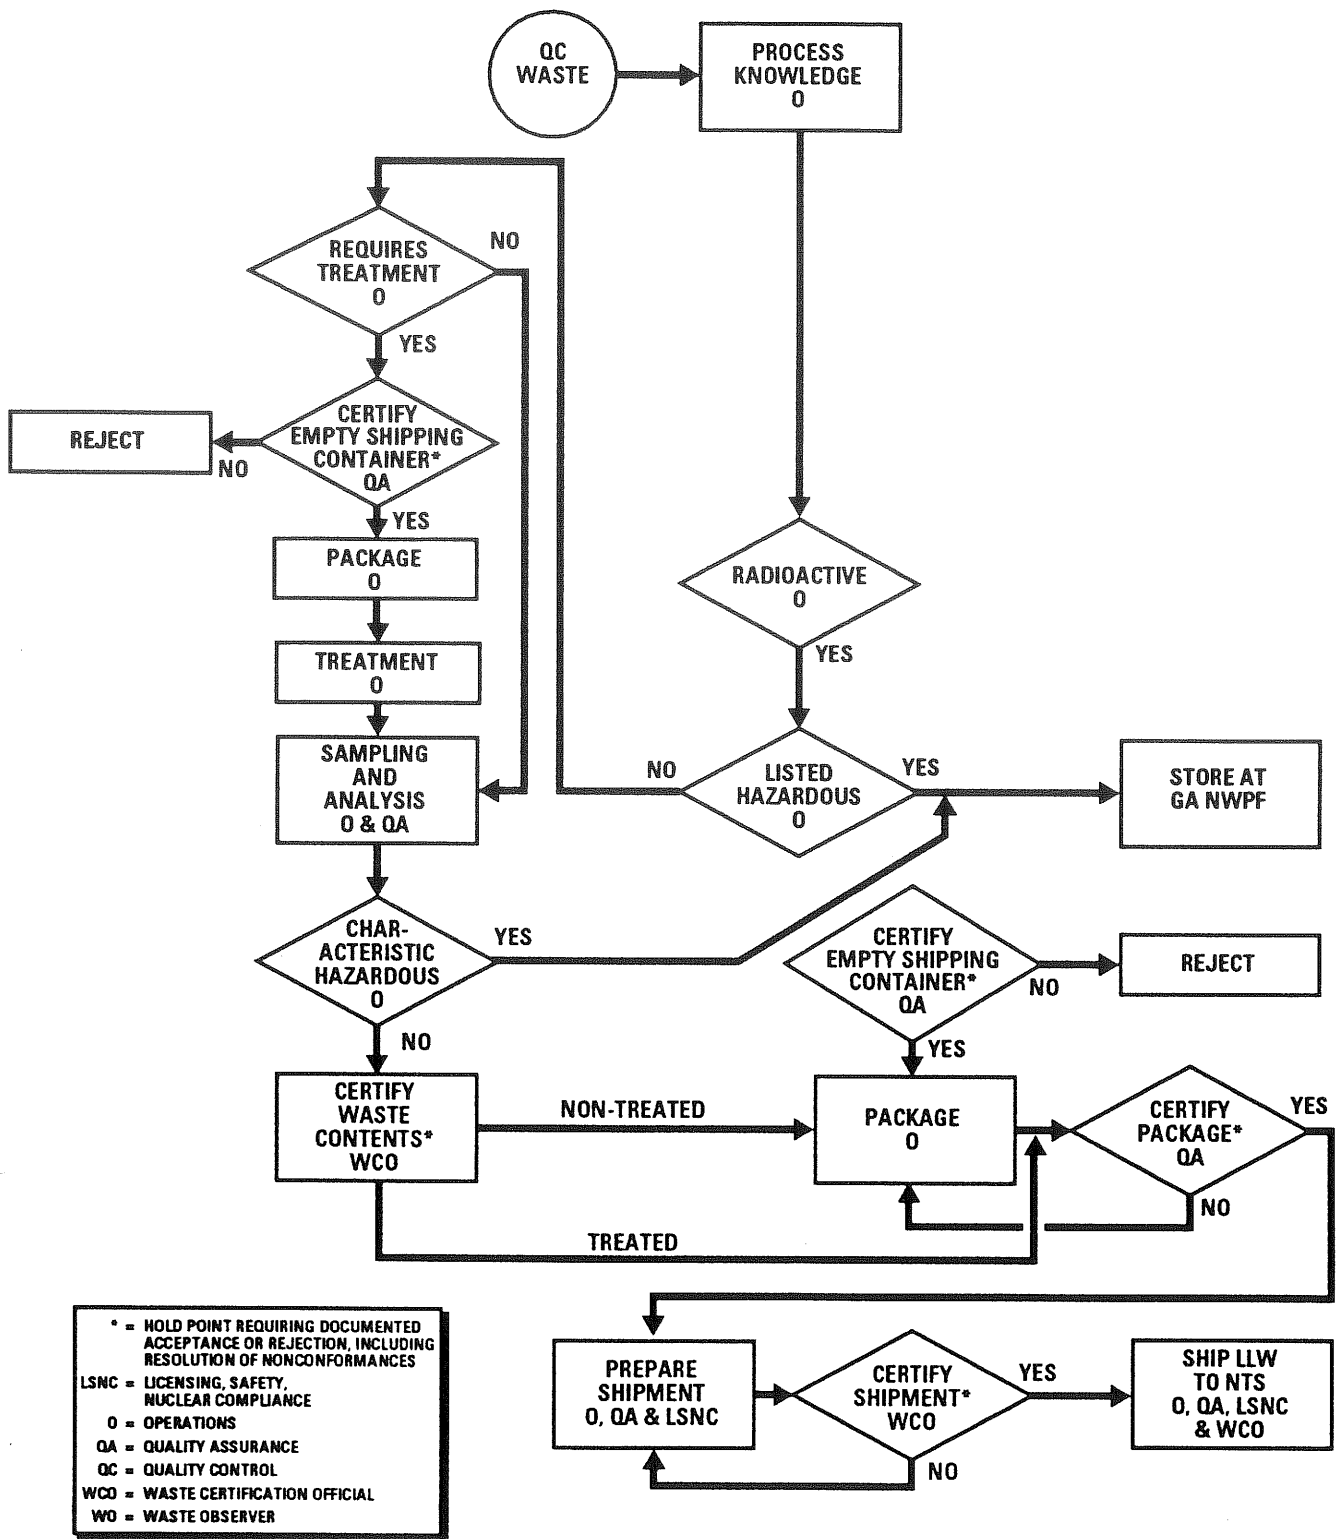 QC
WASTE
PROCESS
KNOWLEDGE
O
REQUIRES
TREATMENT
O
NO
YES
CERTIFY
EMPTY SHIPPING
CONTAINER*
QA
REJECT
NO
YES
PACKAGE
O
RADIOACTIVE
O
YES
TREATMENT
O
SAMPLING
AND
ANALYSIS
O & QA
NO
LISTED
HAZARDOUS
O
YES
STORE AT
GA NWPF
CHAR-
ACTERISTIC
HAZARDOUS
O
YES
CERTIFY
EMPTY SHIPPING
CONTAINER*
QA
NO
REJECT
NO
YES
CERTIFY
WASTE
CONTENTS*
WCO
NON-TREATED
PACKAGE
O
CERTIFY
PACKAGE*
QA
YES
NO
TREATED
* = HOLD POINT REQUIRING DOCUMENTED
ACCEPTANCE OR REJECTION, INCLUDING
RESOLUTION OF NONCONFORMANCES
LSNC = LICENSING, SAFETY,
NUCLEAR COMPLIANCE
O = OPERATIONS
QA = QUALITY ASSURANCE
QC = QUALITY CONTROL
WCO = WASTE CERTIFICATION OFFICIAL
WO = WASTE OBSERVER
PREPARE
SHIPMENT
O, QA & LSNC
CERTIFY
SHIPMENT*
WCO
YES
NO
SHIP LLW
TO NTS
O, QA, LSNC
& WCO